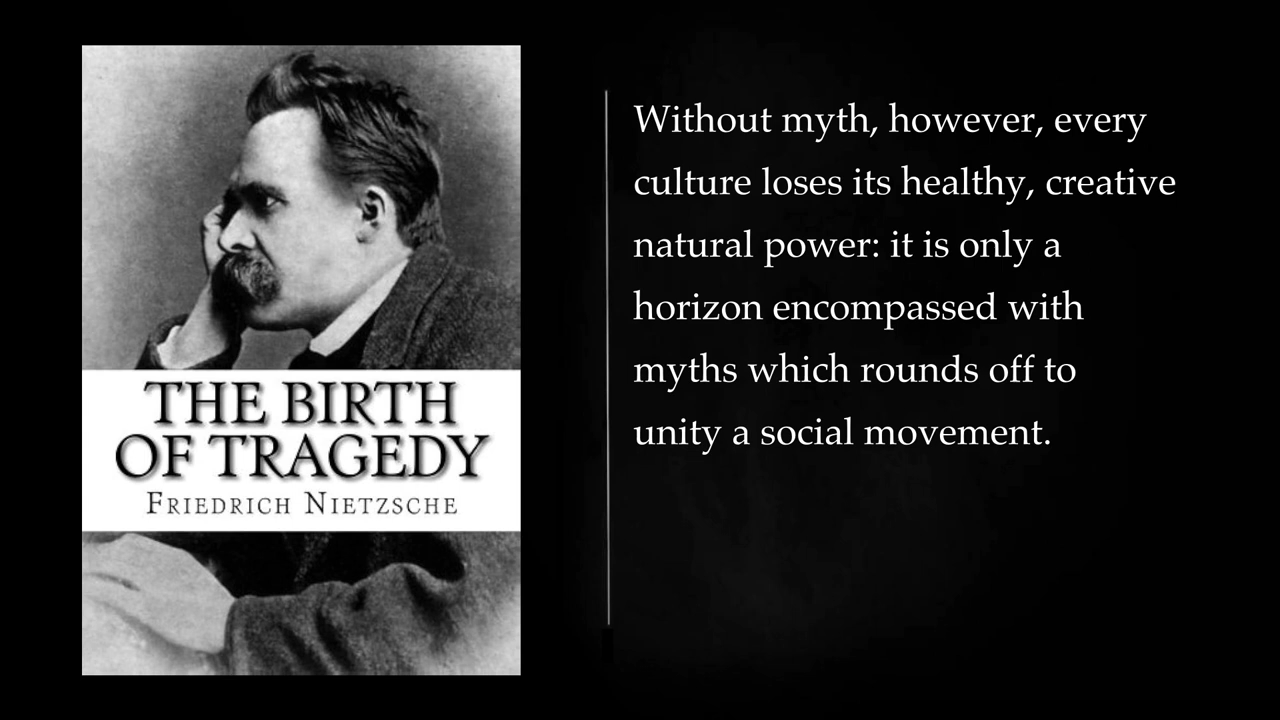 THE BIRTH
OF TRAGEDY
FRIEDRICH NIETZSCHE
Without myth, however, every
culture loses its healthy, creative
natural power: it is only a
horizon encompassed with
myths which rounds off to
unity a social movement.